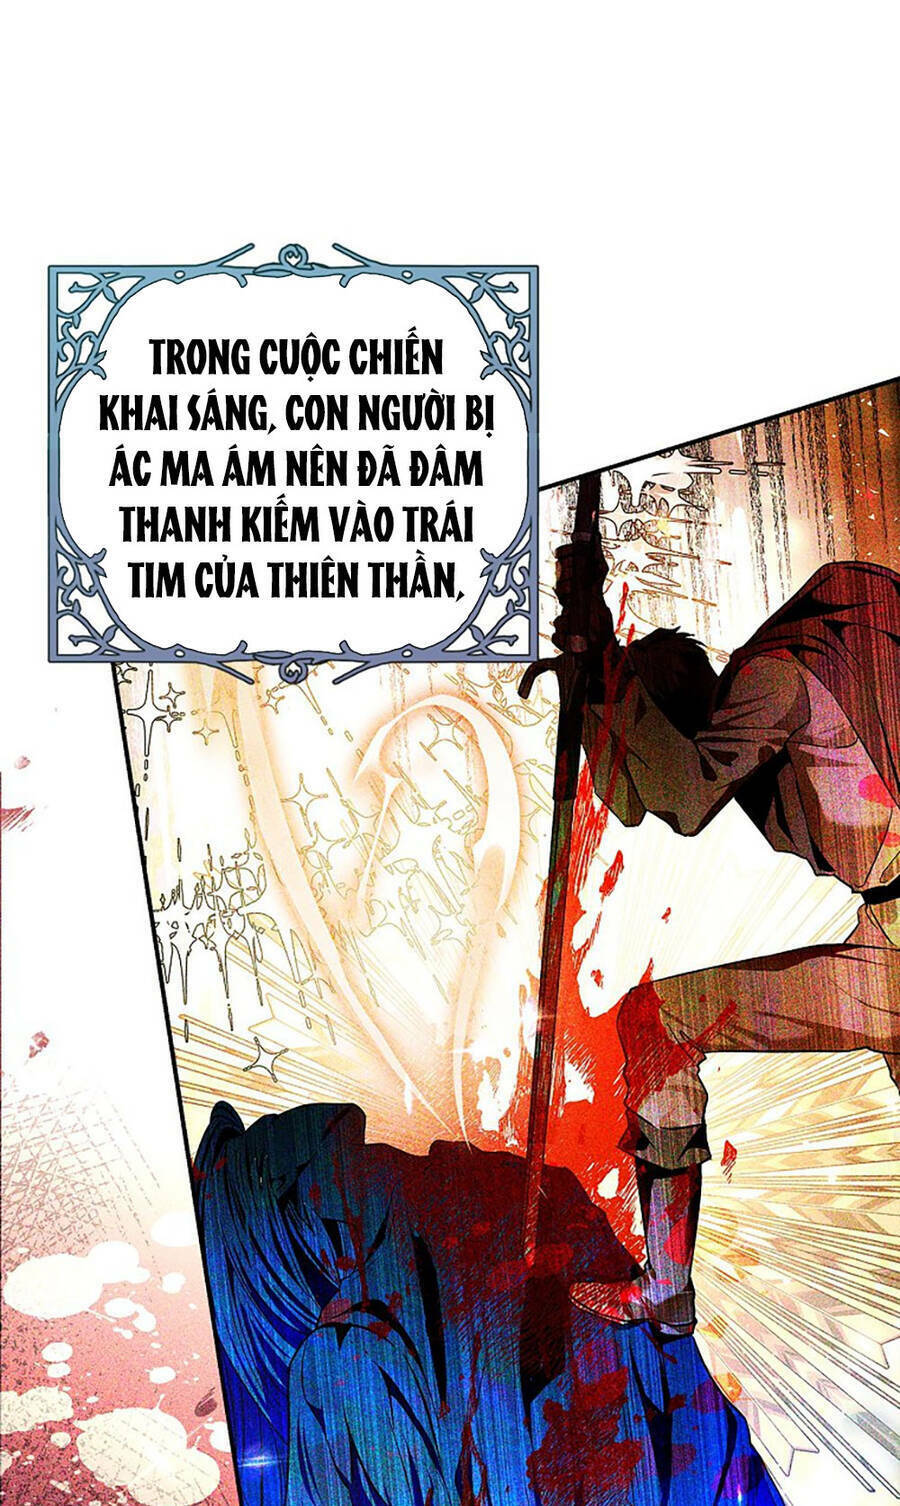 TRONG CUỘC CHIẾN
KHAI SÁNG, CON NGƯỜI BỊ
ÁC MA ÁM NÊN ĐÃ ĐÂM
THANH KIẾM VÀO TRÁI
TIM CỦA THIÊN THẦN,